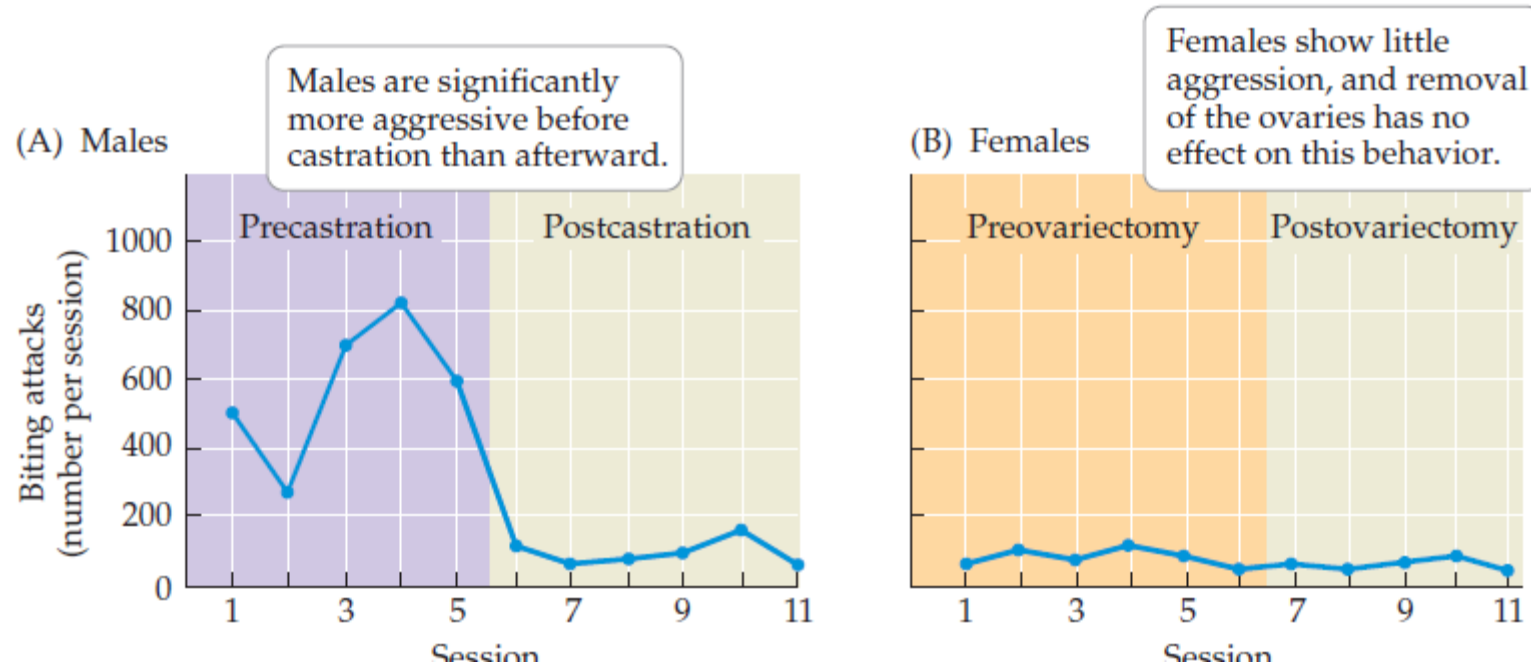 Males are significantly
more aggressive before
castration than afterward.
(A) Males
Precastration
Postcastration
Biting attacks
(number per session)
1000
800
600
400
200
0
1
3
5
7
9
11
Session
Females show little
aggression, and removal
of the ovaries has no
effect on this behavior.
(B) Females
Preovariectomy
Postovariectomy
1
3
5
7
9
11
Session